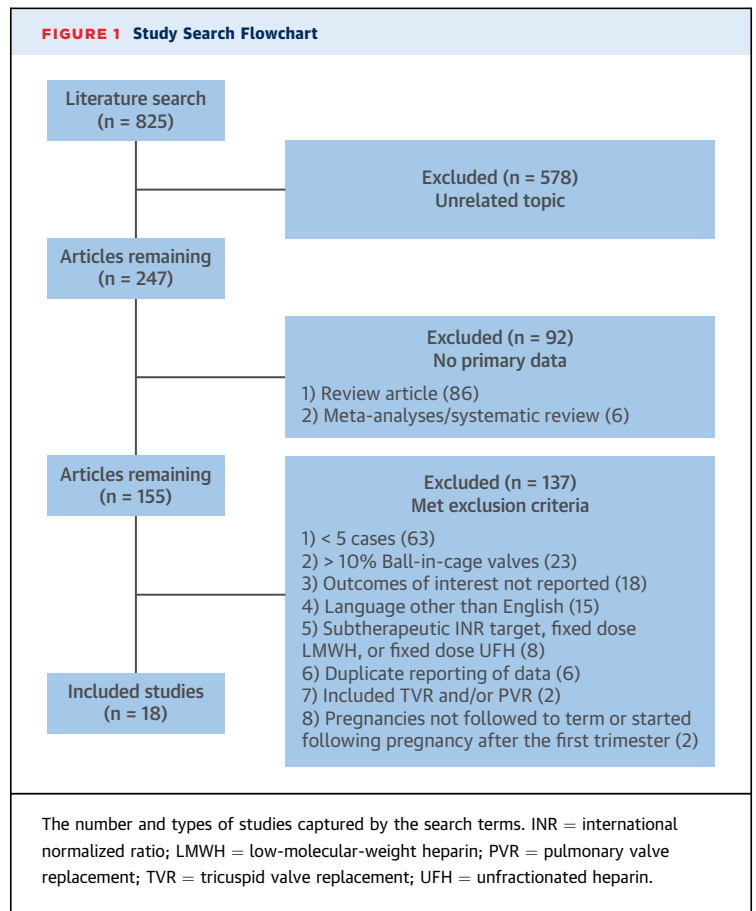 FIGURE 1 Study Search Flowchart
Literature search
(n = 825)
Excluded (n = 578)
Unrelated topic
Articles remaining
(n = 247)
Excluded (n = 92)
No primary data
1) Review article (86)
2) Meta-analyses/systematic review (6)
Articles remaining
(n = 155)
Excluded (n = 137)
Met exclusion criteria
1) < 5 cases (63)
2) > 10% Ball-in-cage valves (23)
3) Outcomes of interest not reported (18)
4) Language other than English (15)
5) Subtherapeutic INR target, fixed dose
LMWH, or fixed dose UFH (8)
6) Duplicate reporting of data (6)
7) Included TVR and/or PVR (2)
8) Pregnancies not followed to term or started
following pregnancy after the first trimester (2)
Included studies
(n = 18)
The number and types of studies captured by the search terms. INR = international
normalized ratio; LMWH = low-molecular-weight heparin; PVR = pulmonary valve
replacement; TVR = tricuspid valve replacement; UFH = unfractionated heparin.